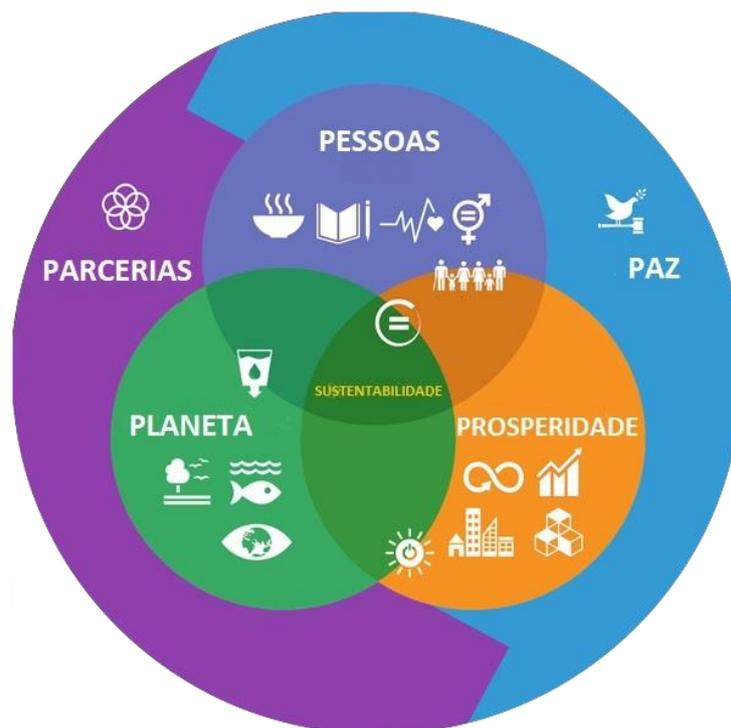 PESSOAS
PARCERIAS
PAZ
SUSTENTABILIDADE
PLANETA
PROSPERIDADE